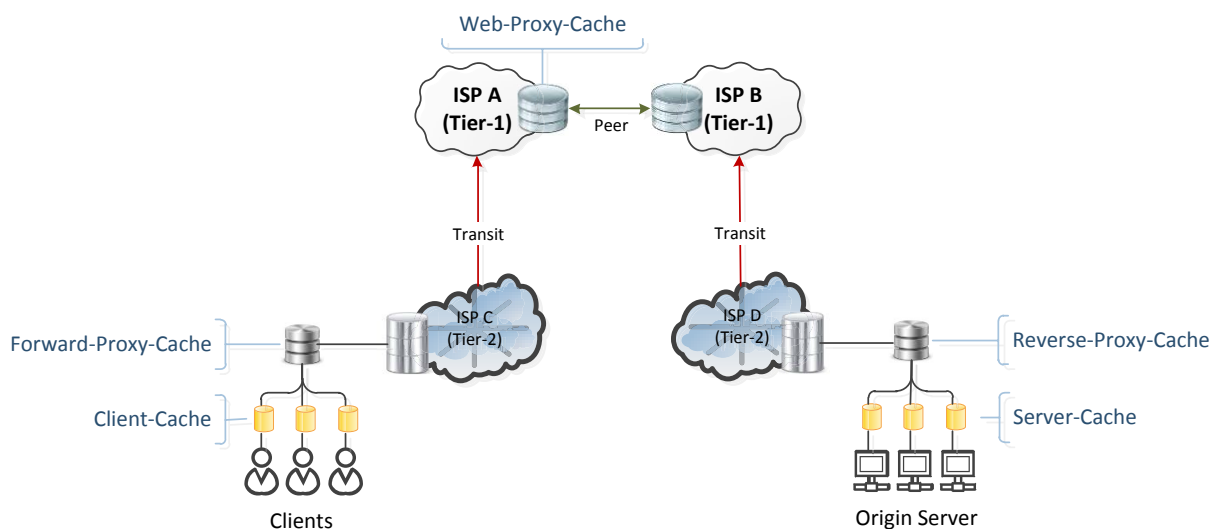 Web-Proxy-Cache
ISP A
(Tier-1)
Peer
ISP B
(Tier-1)
Transit
Transit
ISP C
(Tier-2)
ISP D
(Tier-2)
Forward-Proxy-Cache
Reverse-Proxy-Cache
Client-Cache
Server-Cache
Clients
Origin Server